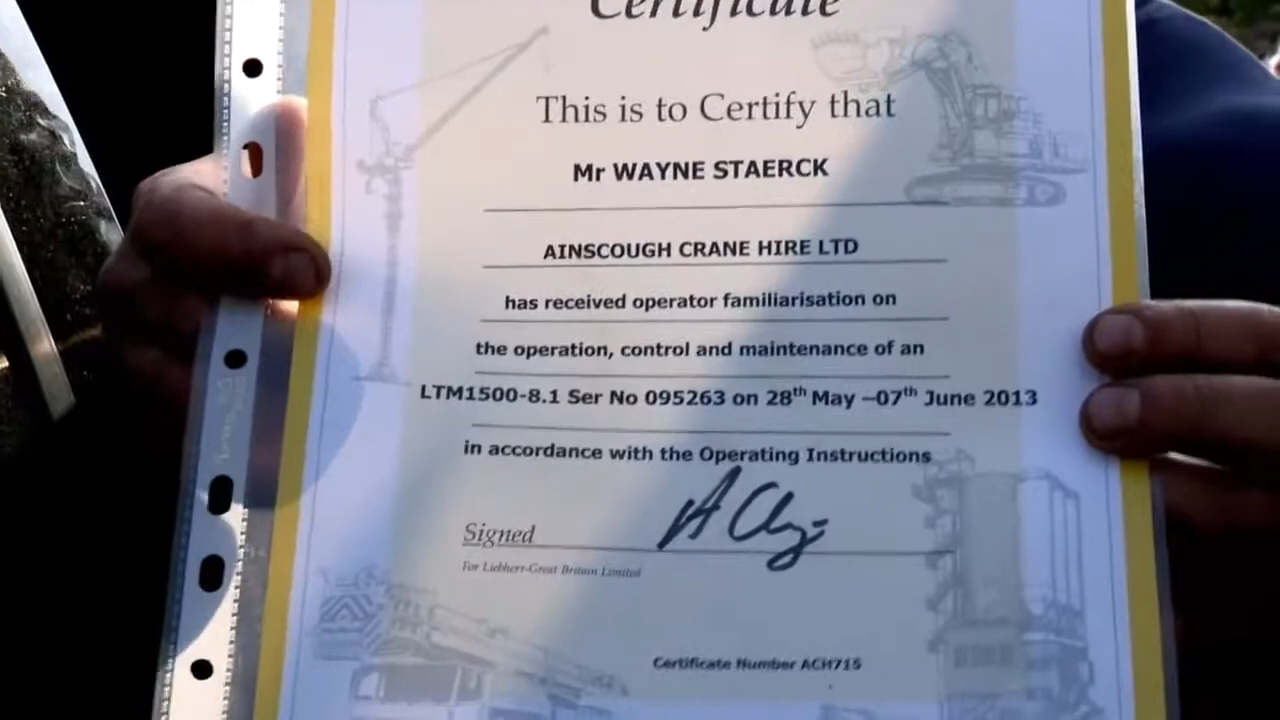 Certificate
This is to Certify that
Mr WAYNE STAERCK
AINSCOUGH CRANE HIRE LTD
has received operator familiarisation on
the operation, control and maintenance of an
LTM1500-8.1 Ser No 095263 on 28th May –07th June 2013
in accordance with the Operating Instructions
Signed
For Liebherr-Great Britain Limited
Certificate Number ACH715